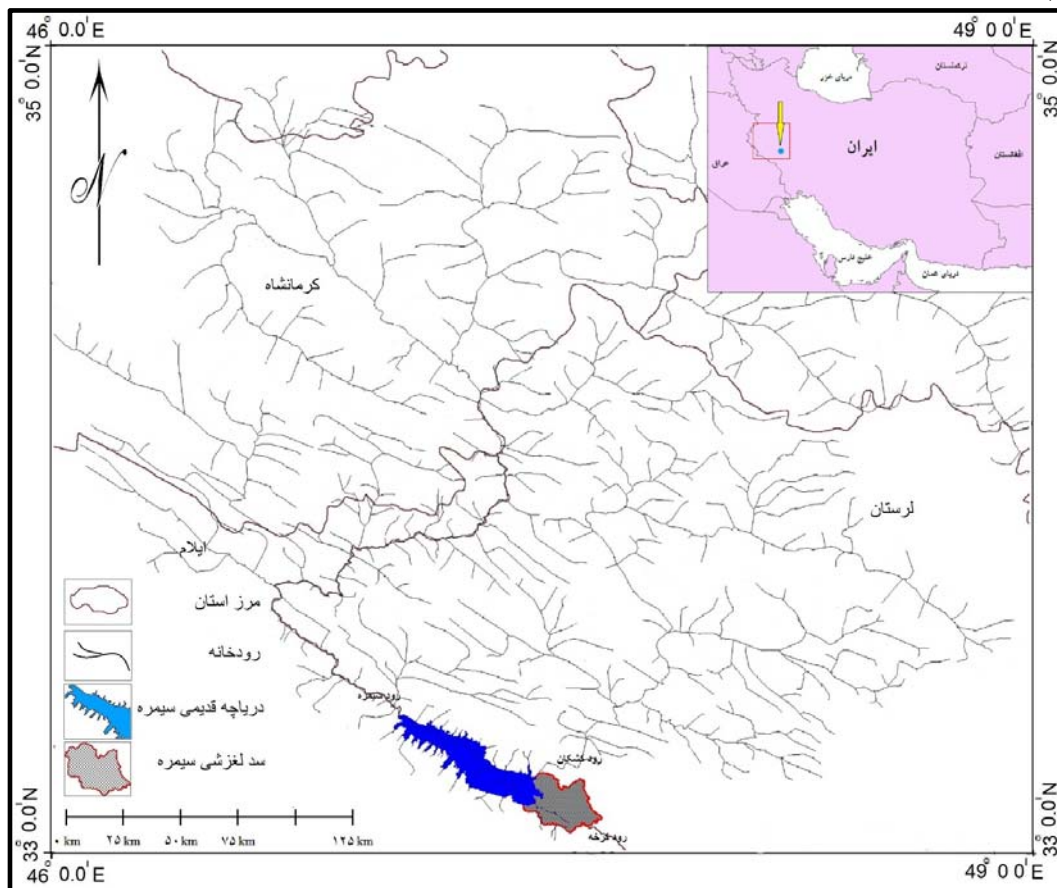 46° 0.0'E
49° 0.0'E
35° 0.0'N
35° 0.0'N
N
دریای خزر
ترکمنستان
ایران
افغانستان
عراق
خلیج فارس
دریای عمان
کرمانشاه
لرستان
ایلام
مرز استان
رودخانه
دریاچه قدیمی سیمره
سد لغزشی سیمره
رود سیمره
رود کشکان
رود کرخه
۰ km
۲۵ km
۵۰ km
۷۵ km
۱۲۵ km
33° 0.0'N
33° 0.0'N
46° 0.0'E
49° 0 0'E